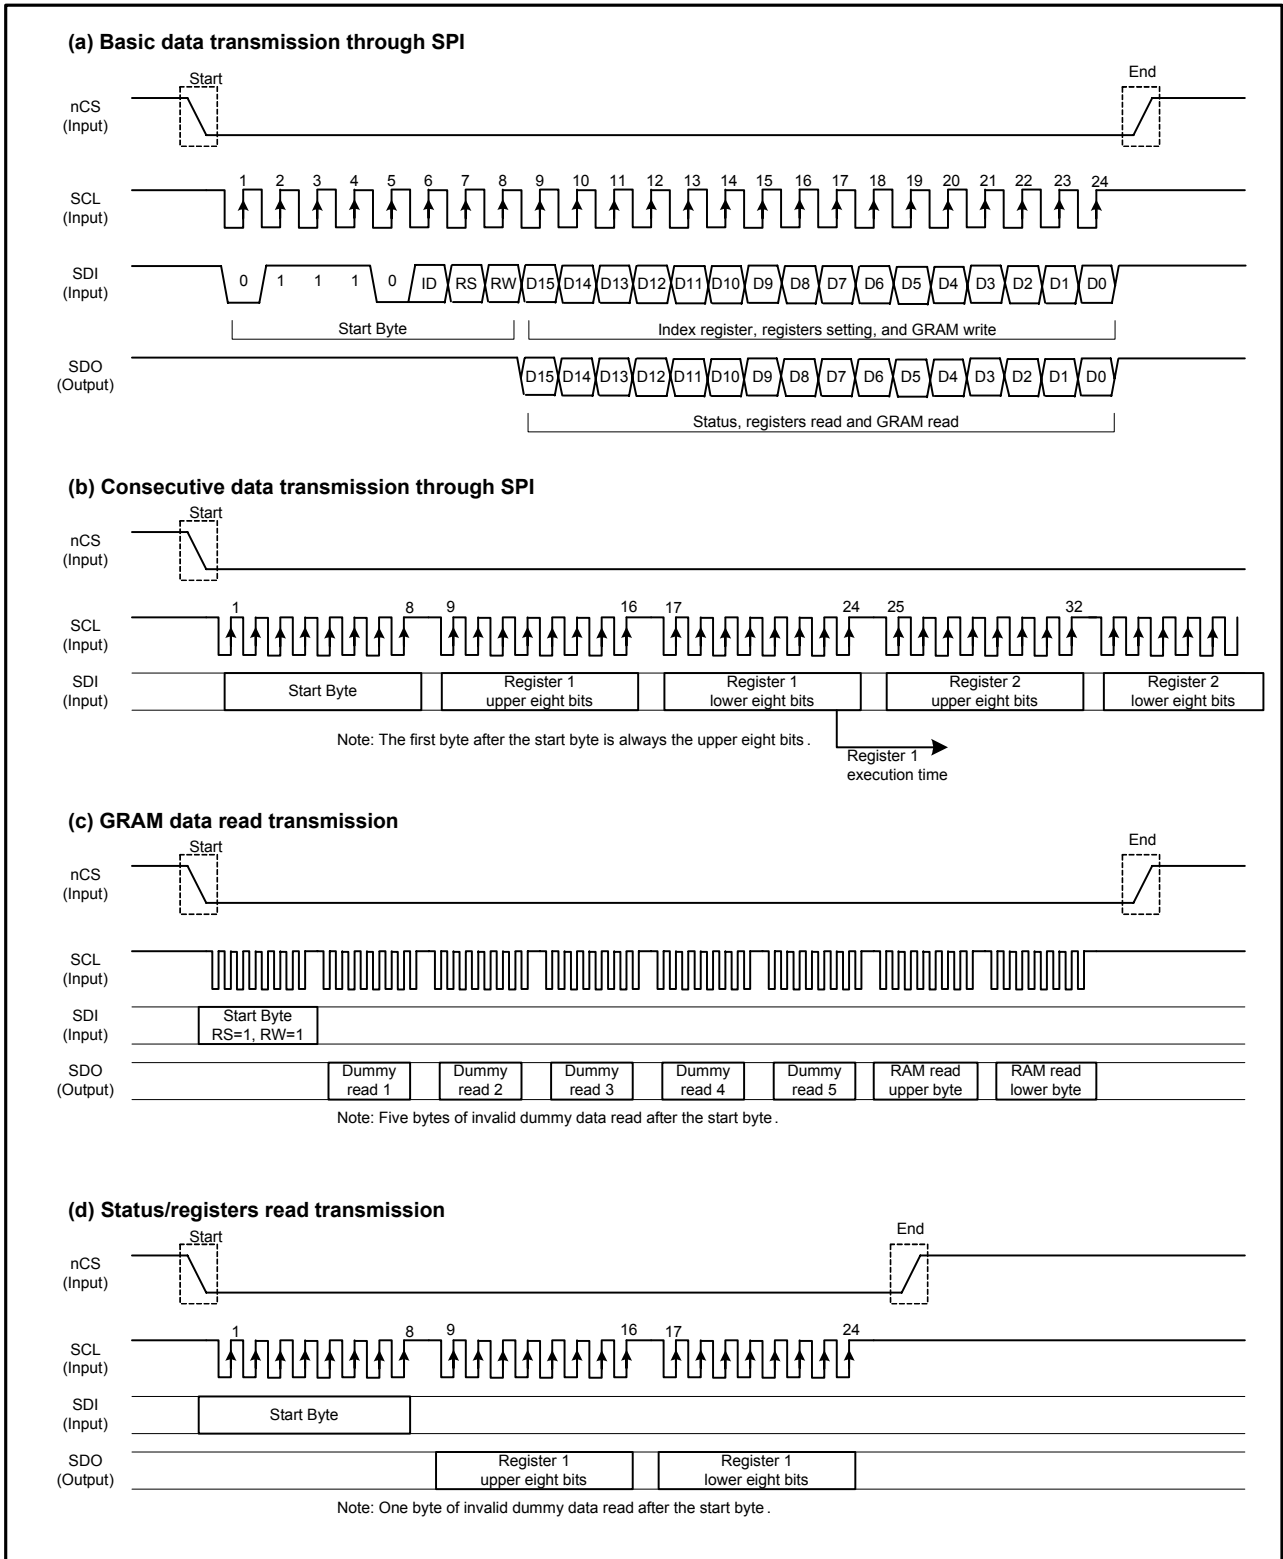 (a) Basic data transmission through SPI
Start
End
nCS
(Input)
1 2 3 4 5 6 7 8 9 10 11 12 13 14 15 16 17 18 19 20 21 22 23 24
SCL
(Input)
SDI
(Input)
0 1 1 1 0 ID RS RW D15 D14 D13 D12 D11 D10 D9 D8 D7 D6 D5 D4 D3 D2 D1 D0
Start Byte
Index register, registers setting, and GRAM write
SDO
(Output)
D15 D14 D13 D12 D11 D10 D9 D8 D7 D6 D5 D4 D3 D2 D1 D0
Status, registers read and GRAM read
(b) Consecutive data transmission through SPI
Start
nCS
(Input)
1 8 9 16 17 24 25 32
SCL
(Input)
SDI
(Input)
Start Byte
Register 1
upper eight bits
Register 1
lower eight bits
Register 2
upper eight bits
Register 2
lower eight bits
Note: The first byte after the start byte is always the upper eight bits .
Register 1
execution time
(c) GRAM data read transmission
Start
End
nCS
(Input)
SCL
(Input)
SDI
(Input)
Start Byte
RS=1, RW=1
SDO
(Output)
Dummy
read 1
Dummy
read 2
Dummy
read 3
Dummy
read 4
Dummy
read 5
RAM read
upper byte
RAM read
lower byte
Note: Five bytes of invalid dummy data read after the start byte .
(d) Status/registers read transmission
Start
End
nCS
(Input)
1 8 9 16 17 24
SCL
(Input)
SDI
(Input)
Start Byte
SDO
(Output)
Register 1
upper eight bits
Register 1
lower eight bits
Note: One byte of invalid dummy data read after the start byte .